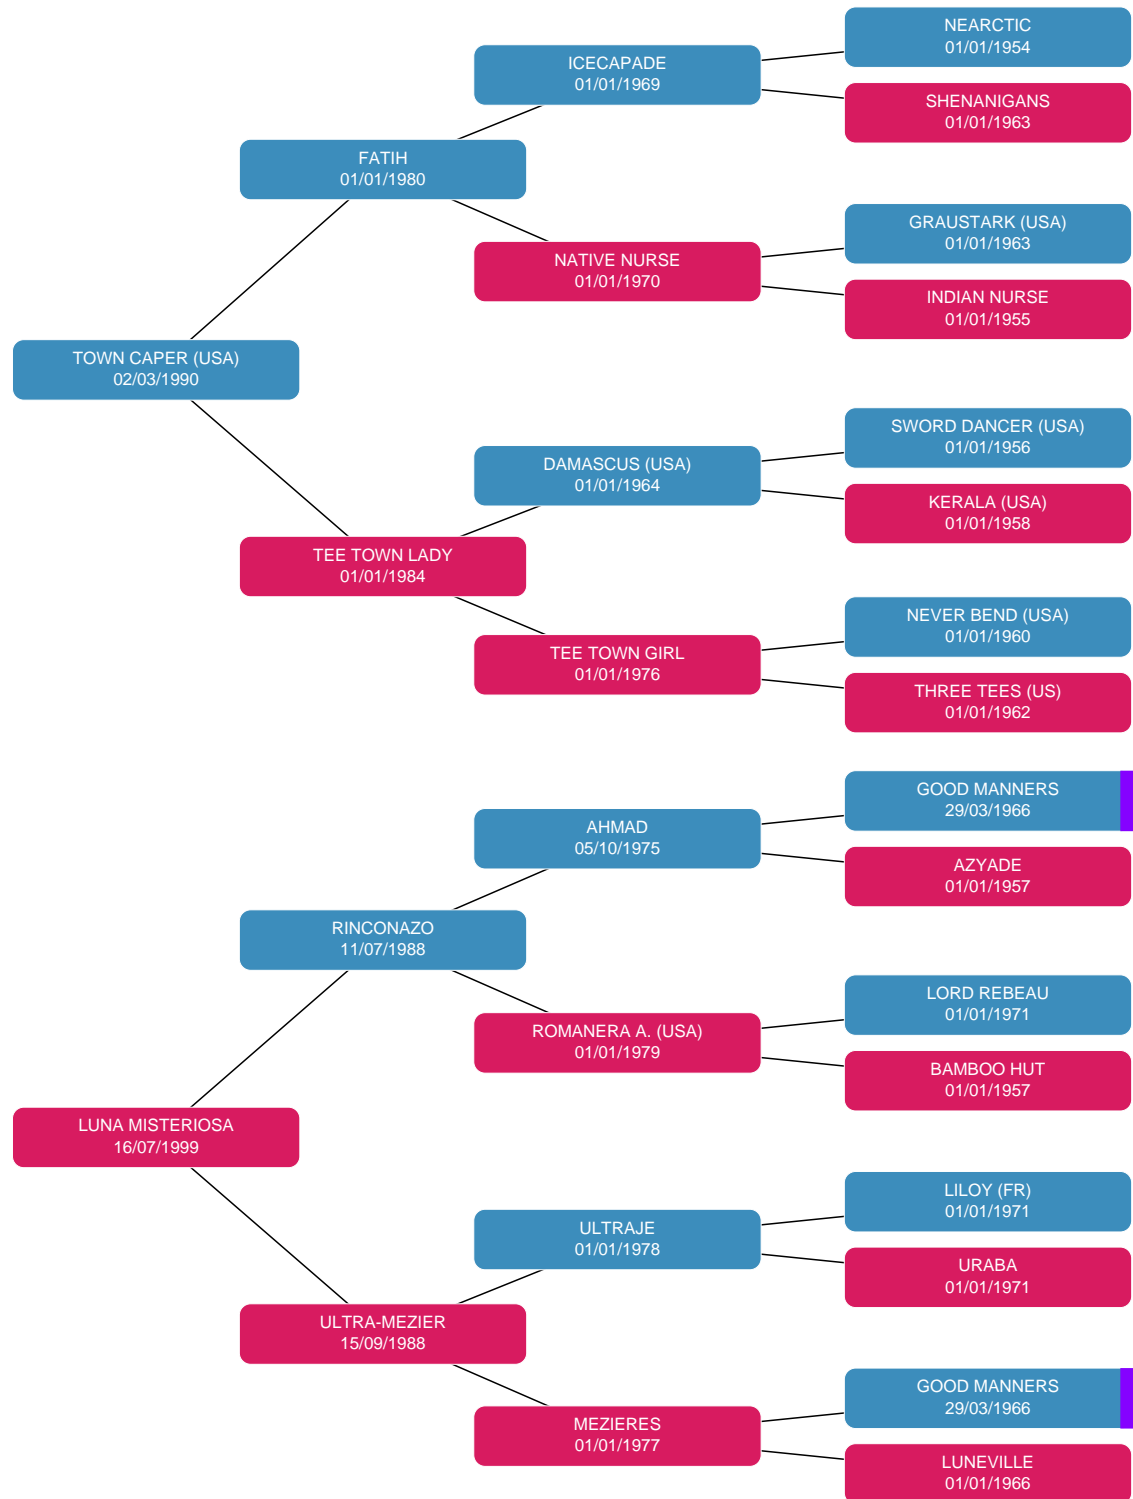 NEARCTIC
01/01/1954
ICECAPADE
01/01/1969
SHENANIGANS
01/01/1963
FATIH
01/01/1980
GRAUSTARK (USA)
01/01/1963
NATIVE NURSE
01/01/1970
INDIAN NURSE
01/01/1955
TOWN CAPER (USA)
02/03/1990
SWORD DANCER (USA)
01/01/1956
DAMASCUS (USA)
01/01/1964
KERALA (USA)
01/01/1958
TEE TOWN LADY
01/01/1984
NEVER BEND (USA)
01/01/1960
TEE TOWN GIRL
01/01/1976
THREE TEES (US)
01/01/1962
GOOD MANNERS
29/03/1966
AHMAD
05/10/1975
AZYADE
01/01/1957
RINCONAZO
11/07/1988
LORD REBEAU
01/01/1971
ROMANERA A. (USA)
01/01/1979
BAMBOO HUT
01/01/1957
LUNA MISTERIOSA
16/07/1999
LILOY (FR)
01/01/1971
ULTRAJE
01/01/1978
URABA
01/01/1971
ULTRA-MEZIER
15/09/1988
GOOD MANNERS
29/03/1966
MEZIERES
01/01/1977
LUNEVILLE
01/01/1966